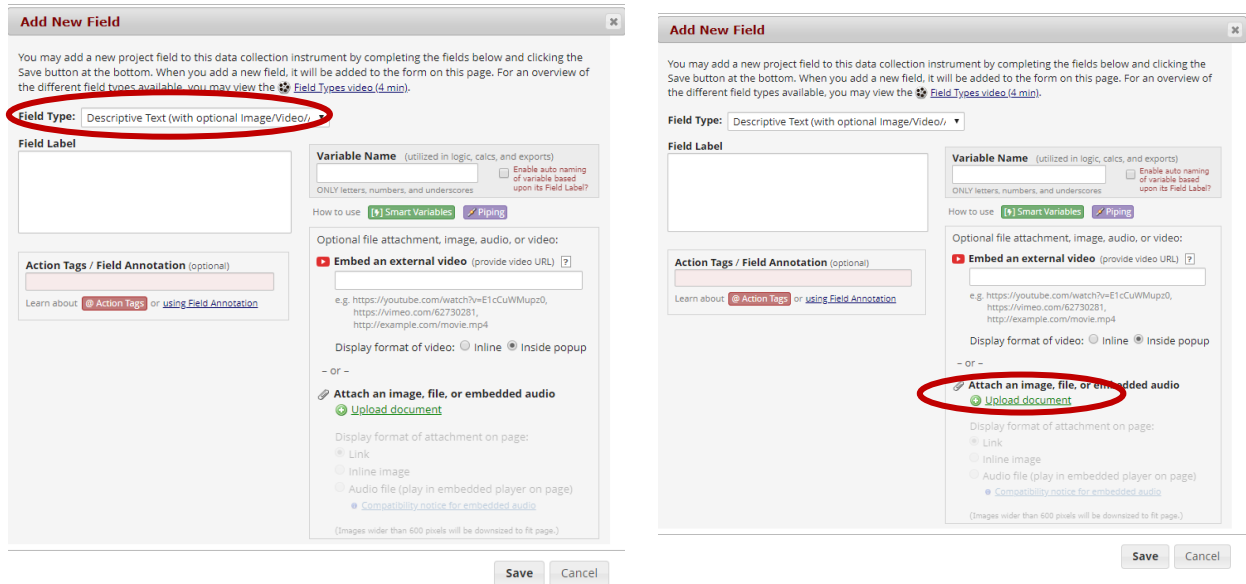 Add New Field
You may add a new project field to this data collection instrument by completing the fields below and clicking the
Save button at the bottom. When you add a new field, it will be added to the form on this page. For an overview of
the different field types available, you may view the Field Types video (4 min).
Field Type: Descriptive Text (with optional Image/Video/
Field Label
Variable Name (utilized in logic, calcs, and exports)
ONLY letters, numbers, and underscores
Enable auto naming
of variable based
upon its Field Label?
How to use [ ] Smart Variables Piping
Action Tags / Field Annotation (optional)
Learn about @ Action Tags or using Field Annotation
Optional file attachment, image, audio, or video:
Embed an external video (provide video URL) ?
e.g. https://youtube.com/watch?v=E1cCuWMupz0,
https://vimeo.com/62730281,
http://example.com/movie.mp4
Display format of video: Inline Inside popup
– or –
Attach an image, file, or embedded audio
Upload document
Display format of attachment on page:
Link
Inline image
Audio file (play in embedded player on page)
Compatibility notice for embedded audio
(Images wider than 600 pixels will be downsized to fit page.)
Save Cancel
Add New Field
You may add a new project field to this data collection instrument by completing the fields below and clicking the
Save button at the bottom. When you add a new field, it will be added to the form on this page. For an overview of
the different field types available, you may view the Field Types video (4 min).
Field Type: Descriptive Text (with optional Image/Video/
Field Label
Variable Name (utilized in logic, calcs, and exports)
ONLY letters, numbers, and underscores
Enable auto naming
of variable based
upon its Field Label?
How to use [ ] Smart Variables Piping
Action Tags / Field Annotation (optional)
Learn about @ Action Tags or using Field Annotation
Optional file attachment, image, audio, or video:
Embed an external video (provide video URL) ?
e.g. https://youtube.com/watch?v=E1cCuWMupz0,
https://vimeo.com/62730281,
http://example.com/movie.mp4
Display format of video: Inline Inside popup
– or –
Attach an image, file, or embedded audio
Upload document
Display format of attachment on page:
Link
Inline image
Audio file (play in embedded player on page)
Compatibility notice for embedded audio
(Images wider than 600 pixels will be downsized to fit page.)
Save Cancel